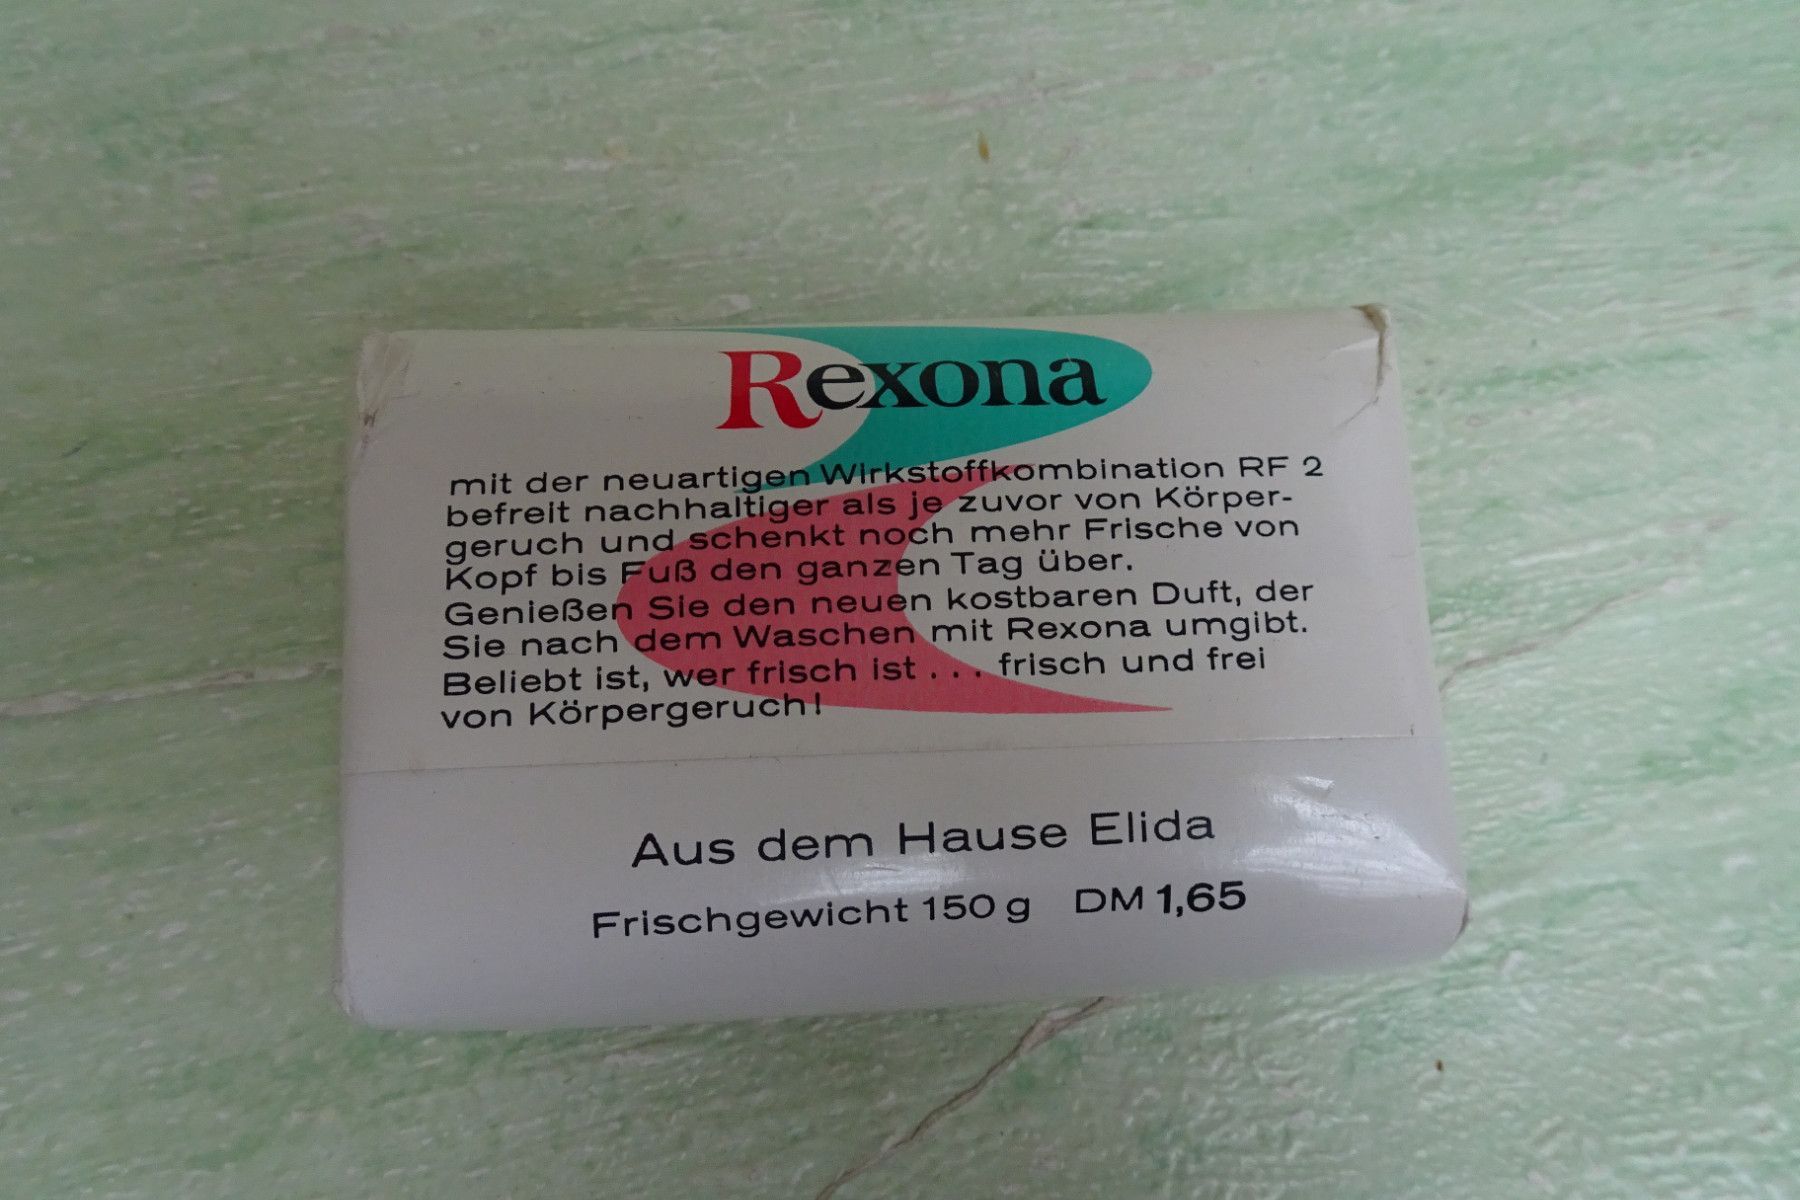 Rexona
mit der neuartigen Wirkstoffkombination RF 2
befreit nachhaltiger als je zuvor von Körper-
geruch und schenkt noch mehr Frische von
Kopf bis Fuß den ganzen Tag über.
Genießen Sie den neuen kostbaren Duft, der
Sie nach dem Waschen mit Rexona umgibt.
Beliebt ist, wer frisch ist . . . frisch und frei
von Körpergeruch!
Aus dem Hause Elida
Frischgewicht 150 g DM 1,65